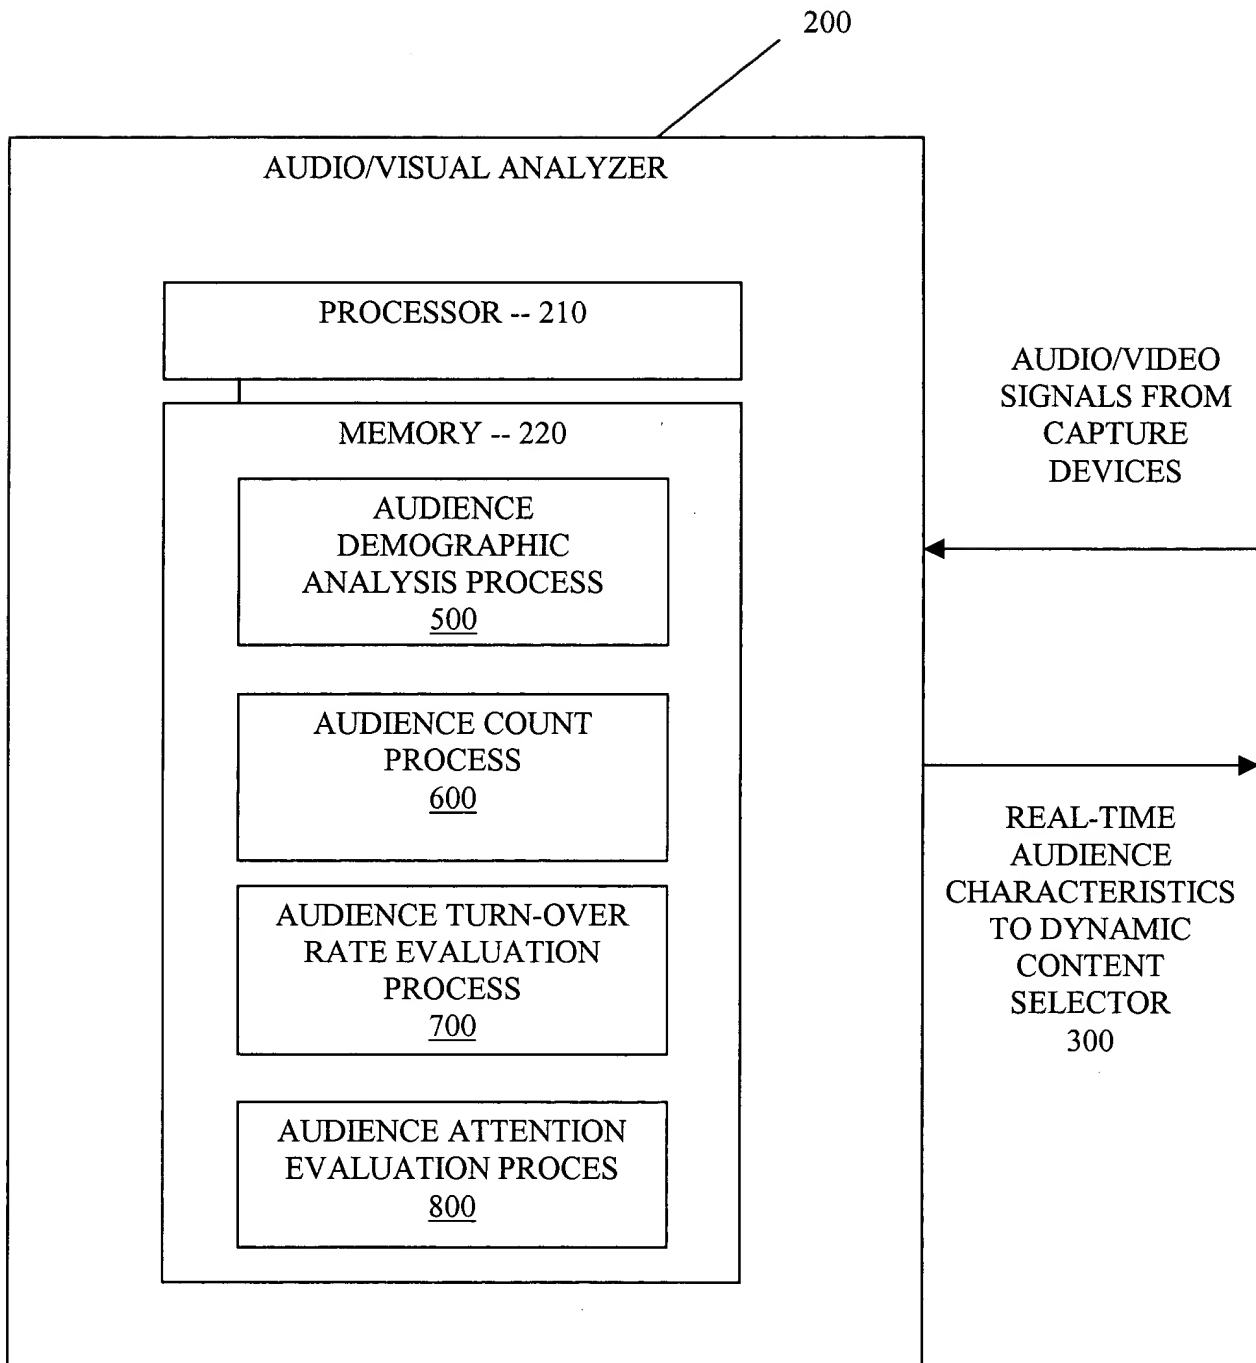 200
AUDIO/VISUAL ANALYZER
PROCESSOR -- 210
MEMORY -- 220
AUDIENCE
DEMOGRAPHIC
ANALYSIS PROCESS
500
AUDIENCE COUNT
PROCESS
600
AUDIENCE TURN-OVER
RATE EVALUATION
PROCESS
700
AUDIENCE ATTENTION
EVALUATION PROCES
800
AUDIO/VIDEO
SIGNALS FROM
CAPTURE
DEVICES
REAL-TIME
AUDIENCE
CHARACTERISTICS
TO DYNAMIC
CONTENT
SELECTOR
300